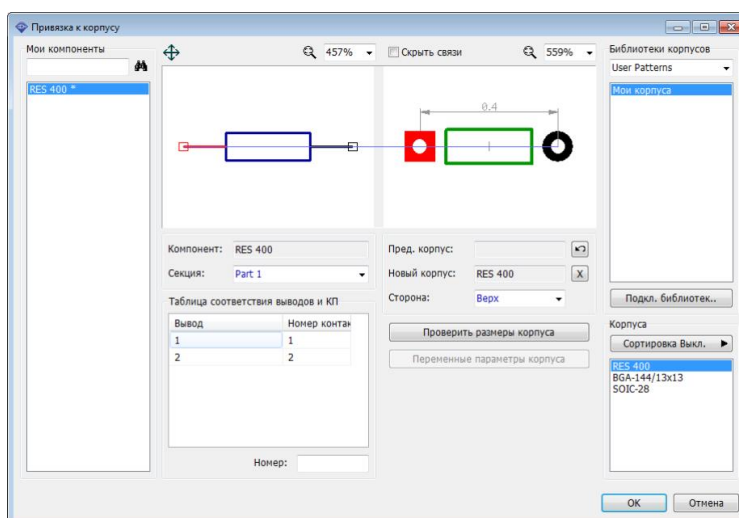 Привязка к корпусу
Мои компоненты
457%
Скрыть связи
559%
Библиотеки корпусов
User Patterns
RES 400 *
Мои корпуса
0.4
Компонент: RES 400
Секция: Part 1
Пред. корпус:
Новый корпус: RES 400 X
Сторона: Верх
Таблица соответствия выводов и КП
Вывод Номер контак
1 1
2 2
Номер:
Проверить размеры корпуса
Переменные параметры корпуса
Подкл. библиотек..
Корпуса
Сортировка Выкл.
RES 400
BGA-144/13x13
SOIC-28
OK Отмена